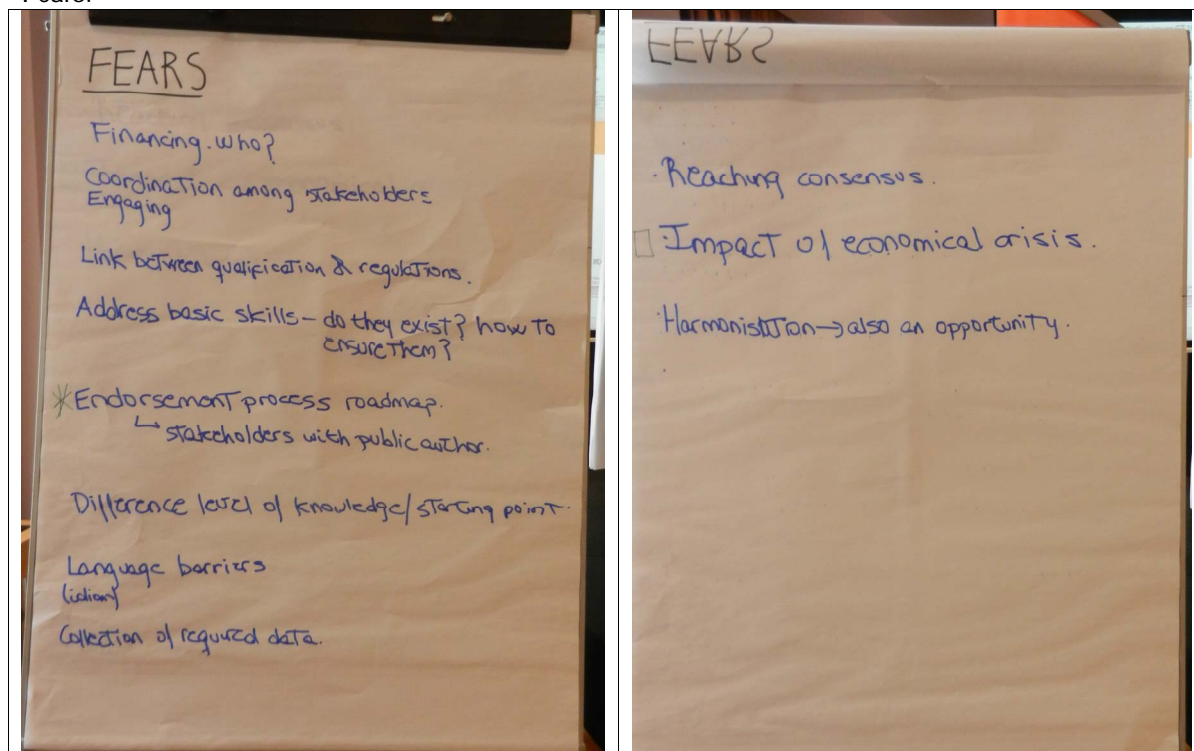 FEARS
Financing. who?
Coordination among stakeholders
Engaging
Link between qualification & regulations.
Address basic skills – do they exist? how to
ensure them?
* Endorsement process roadmap.
↳ stakeholders with public author.
Difference level of knowledge/starting point.
Language barriers
(idiom)
Collection of required data.
FEARS
· Reaching consensus.
· Impact of economical crisis.
· Harmonisation → also an opportunity.